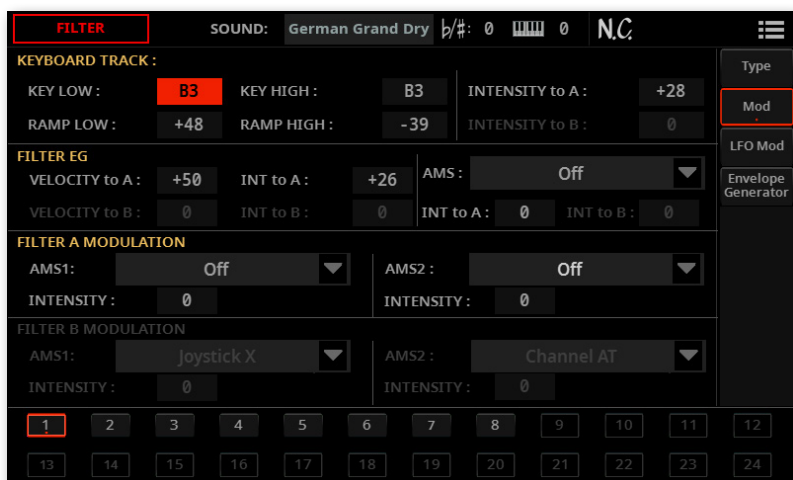 FILTER SOUND: German Grand Dry ♭/#: 0 0 N.C.
KEYBOARD TRACK :
KEY LOW : B3 KEY HIGH : B3 INTENSITY to A : +28
RAMP LOW : +48 RAMP HIGH : -39 INTENSITY to B : 0
FILTER EG
VELOCITY to A : +50 INT to A : +26 AMS : Off
VELOCITY to B : 0 INT to B : 0 INT to A : 0 INT to B : 0
FILTER A MODULATION
AMS1: Off AMS2 : Off
INTENSITY : 0 INTENSITY : 0
FILTER B MODULATION
AMS1: Joystick X AMS2 : Channel AT
INTENSITY : 0 INTENSITY : 0
Type
Mod
LFO Mod
Envelope
Generator
1 2 3 4 5 6 7 8 9 10 11 12
13 14 15 16 17 18 19 20 21 22 23 24